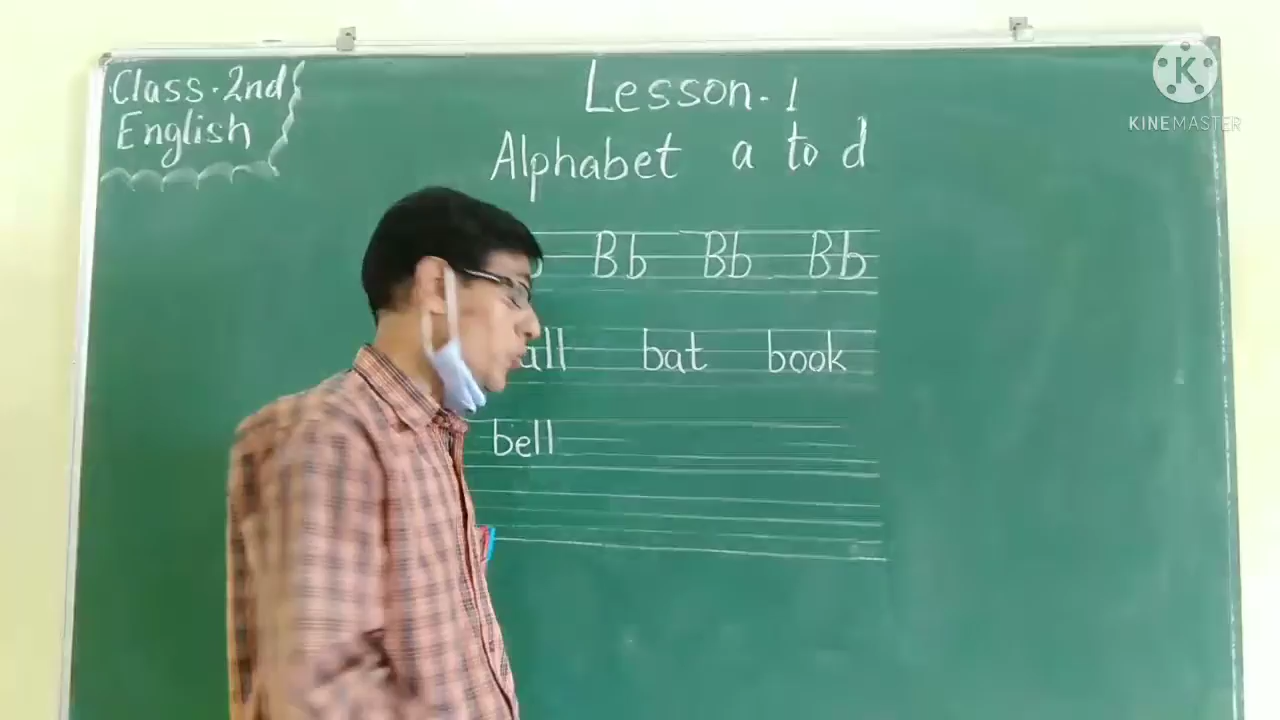 Class. 2nd
English
Lesson-1
Alphabet a to d
Bb Bb Bb
bat book
bell
KINEMASTER